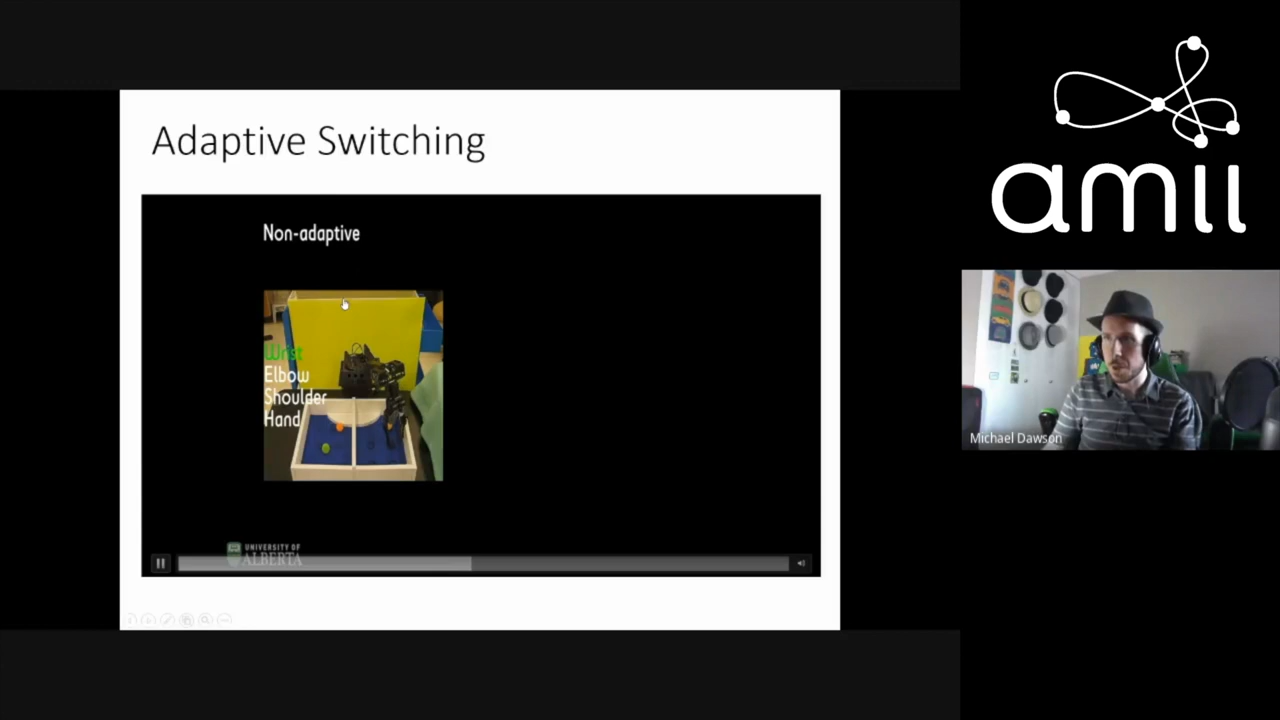 Adaptive Switching
Non-adaptive
Wrist
Elbow
Shoulder
Hand
UNIVERSITY OF
ALBERTA
amii
Michael Dawson